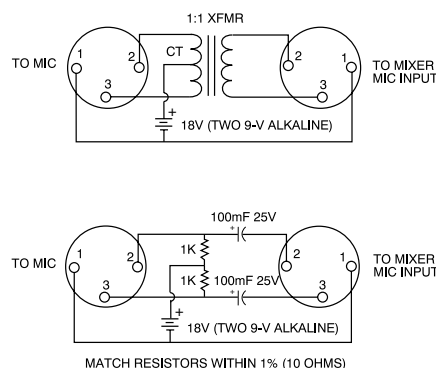 1:1 XFMR
TO MIC
1
2
3
CT
+
18V (TWO 9-V ALKALINE)
2
1
3
TO MIXER
MIC INPUT
100mF 25V
+
TO MIC
1
2
3
1K
1K
100mF 25V
+
+
18V (TWO 9-V ALKALINE)
2
1
3
TO MIXER
MIC INPUT
MATCH RESISTORS WITHIN 1% (10 OHMS)